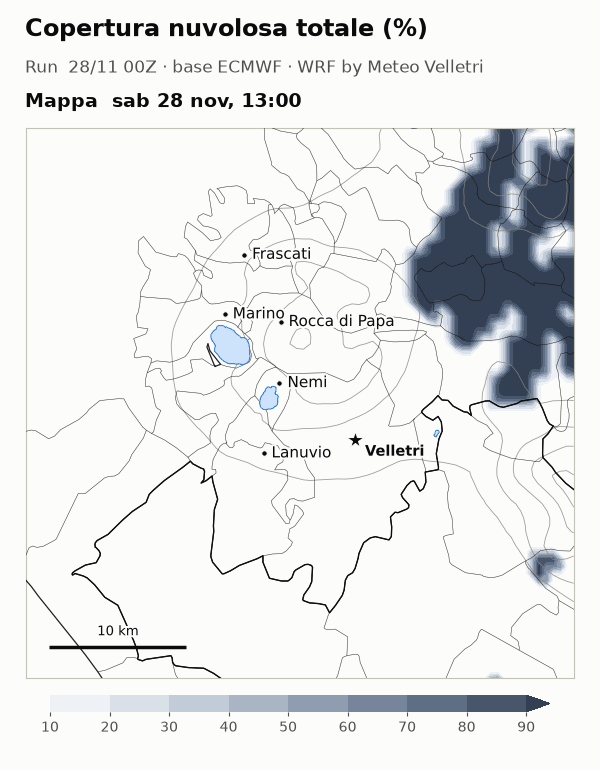 Copertura nuvolosa totale (%)
Run  28/11 00Z · base ECMWF · WRF by Meteo Velletri
Mappa  sab 28 nov, 13:00
Frascati
Marino
Rocca di Papa
Nemi
Velletri
Lanuvio
10 km
10 20 30 40 50 60 70 80 90